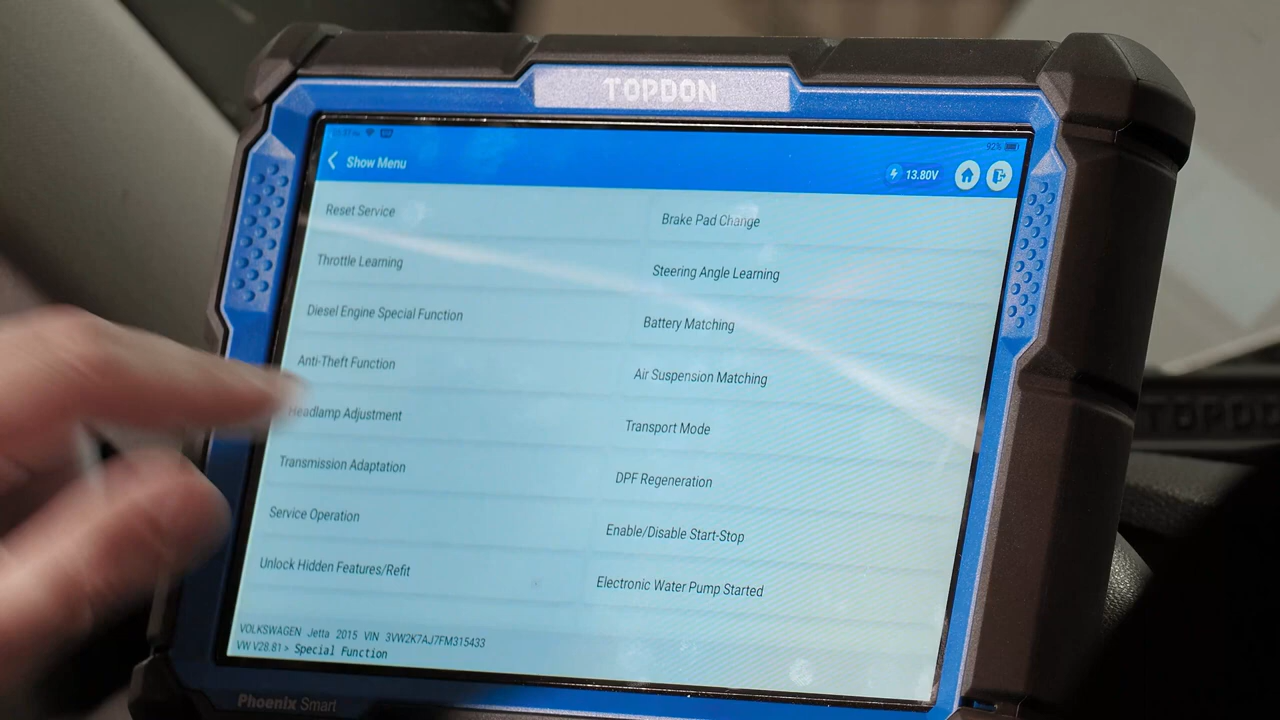 TOPDON
92%
Show Menu
13.80V
Reset Service
Brake Pad Change
Throttle Learning
Steering Angle Learning
Diesel Engine Special Function
Battery Matching
Anti-Theft Function
Air Suspension Matching
Headlamp Adjustment
Transport Mode
Transmission Adaptation
DPF Regeneration
Service Operation
Enable/Disable Start-Stop
Unlock Hidden Features/Refit
Electronic Water Pump Started
VOLKSWAGEN Jetta 2015 VIN 3VW2K7AJ7FM315433
VW V28.81 > Special Function
Phoenix Smart
TOPDO